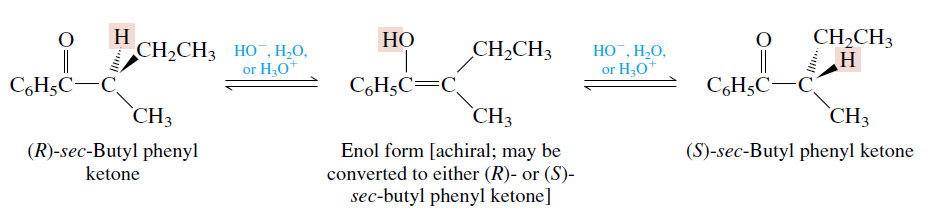 O H CH₂CH₃ HO⁻, H₂O, HO CH₂CH₃ HO⁻, H₂O, O CH₂CH₃
or H₃O⁺ or H₃O⁺ H
C₆H₅C—C C₆H₅C=C C₆H₅C—C
CH₃ CH₃ CH₃
(R)-sec-Butyl phenyl
ketone
Enol form [achiral; may be
converted to either (R)- or (S)-
sec-butyl phenyl ketone]
(S)-sec-Butyl phenyl ketone